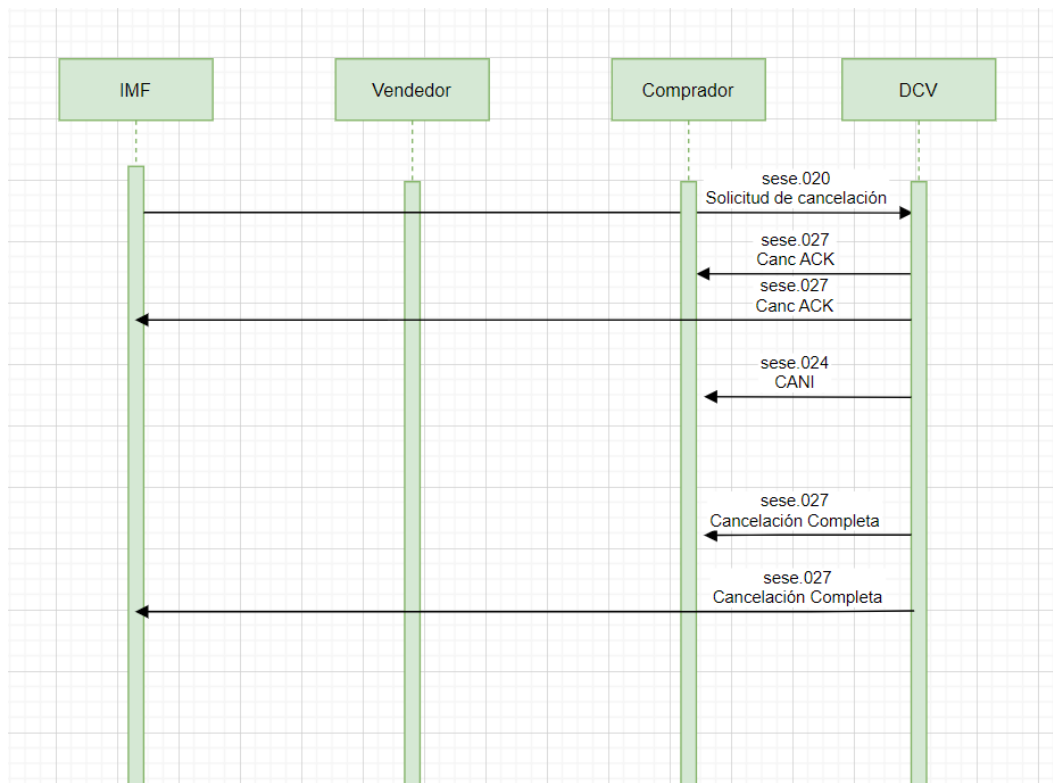 IMF
Vendedor
Comprador
DCV
sese.020
Solicitud de cancelación
sese.027
Canc ACK
sese.027
Canc ACK
sese.024
CANI
sese.027
Cancelación Completa
sese.027
Cancelación Completa